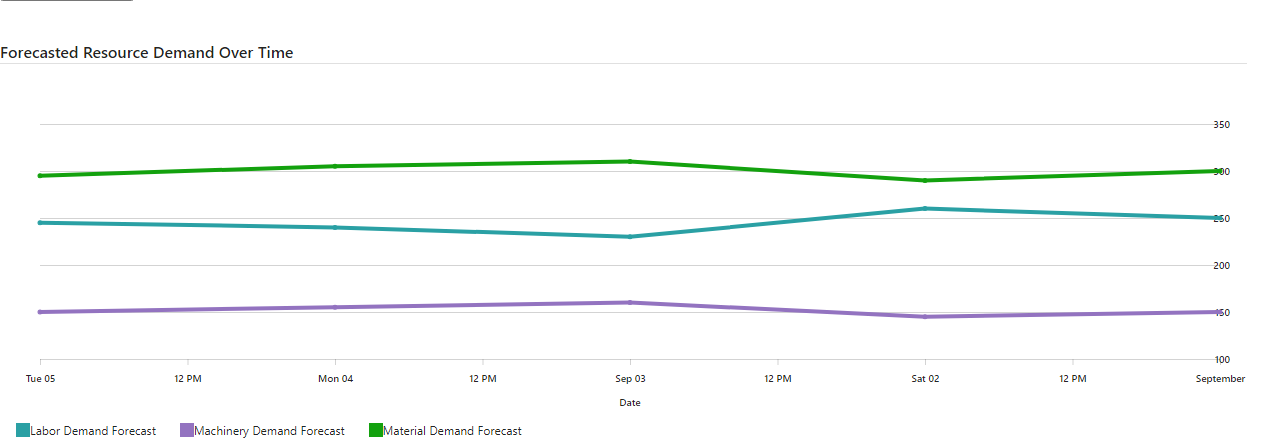 Forecasted Resource Demand Over Time
350
300
250
200
150
100
Tue 05 12 PM Mon 04 12 PM Sep 03 12 PM Sat 02 12 PM September
Date
Labor Demand Forecast Machinery Demand Forecast Material Demand Forecast